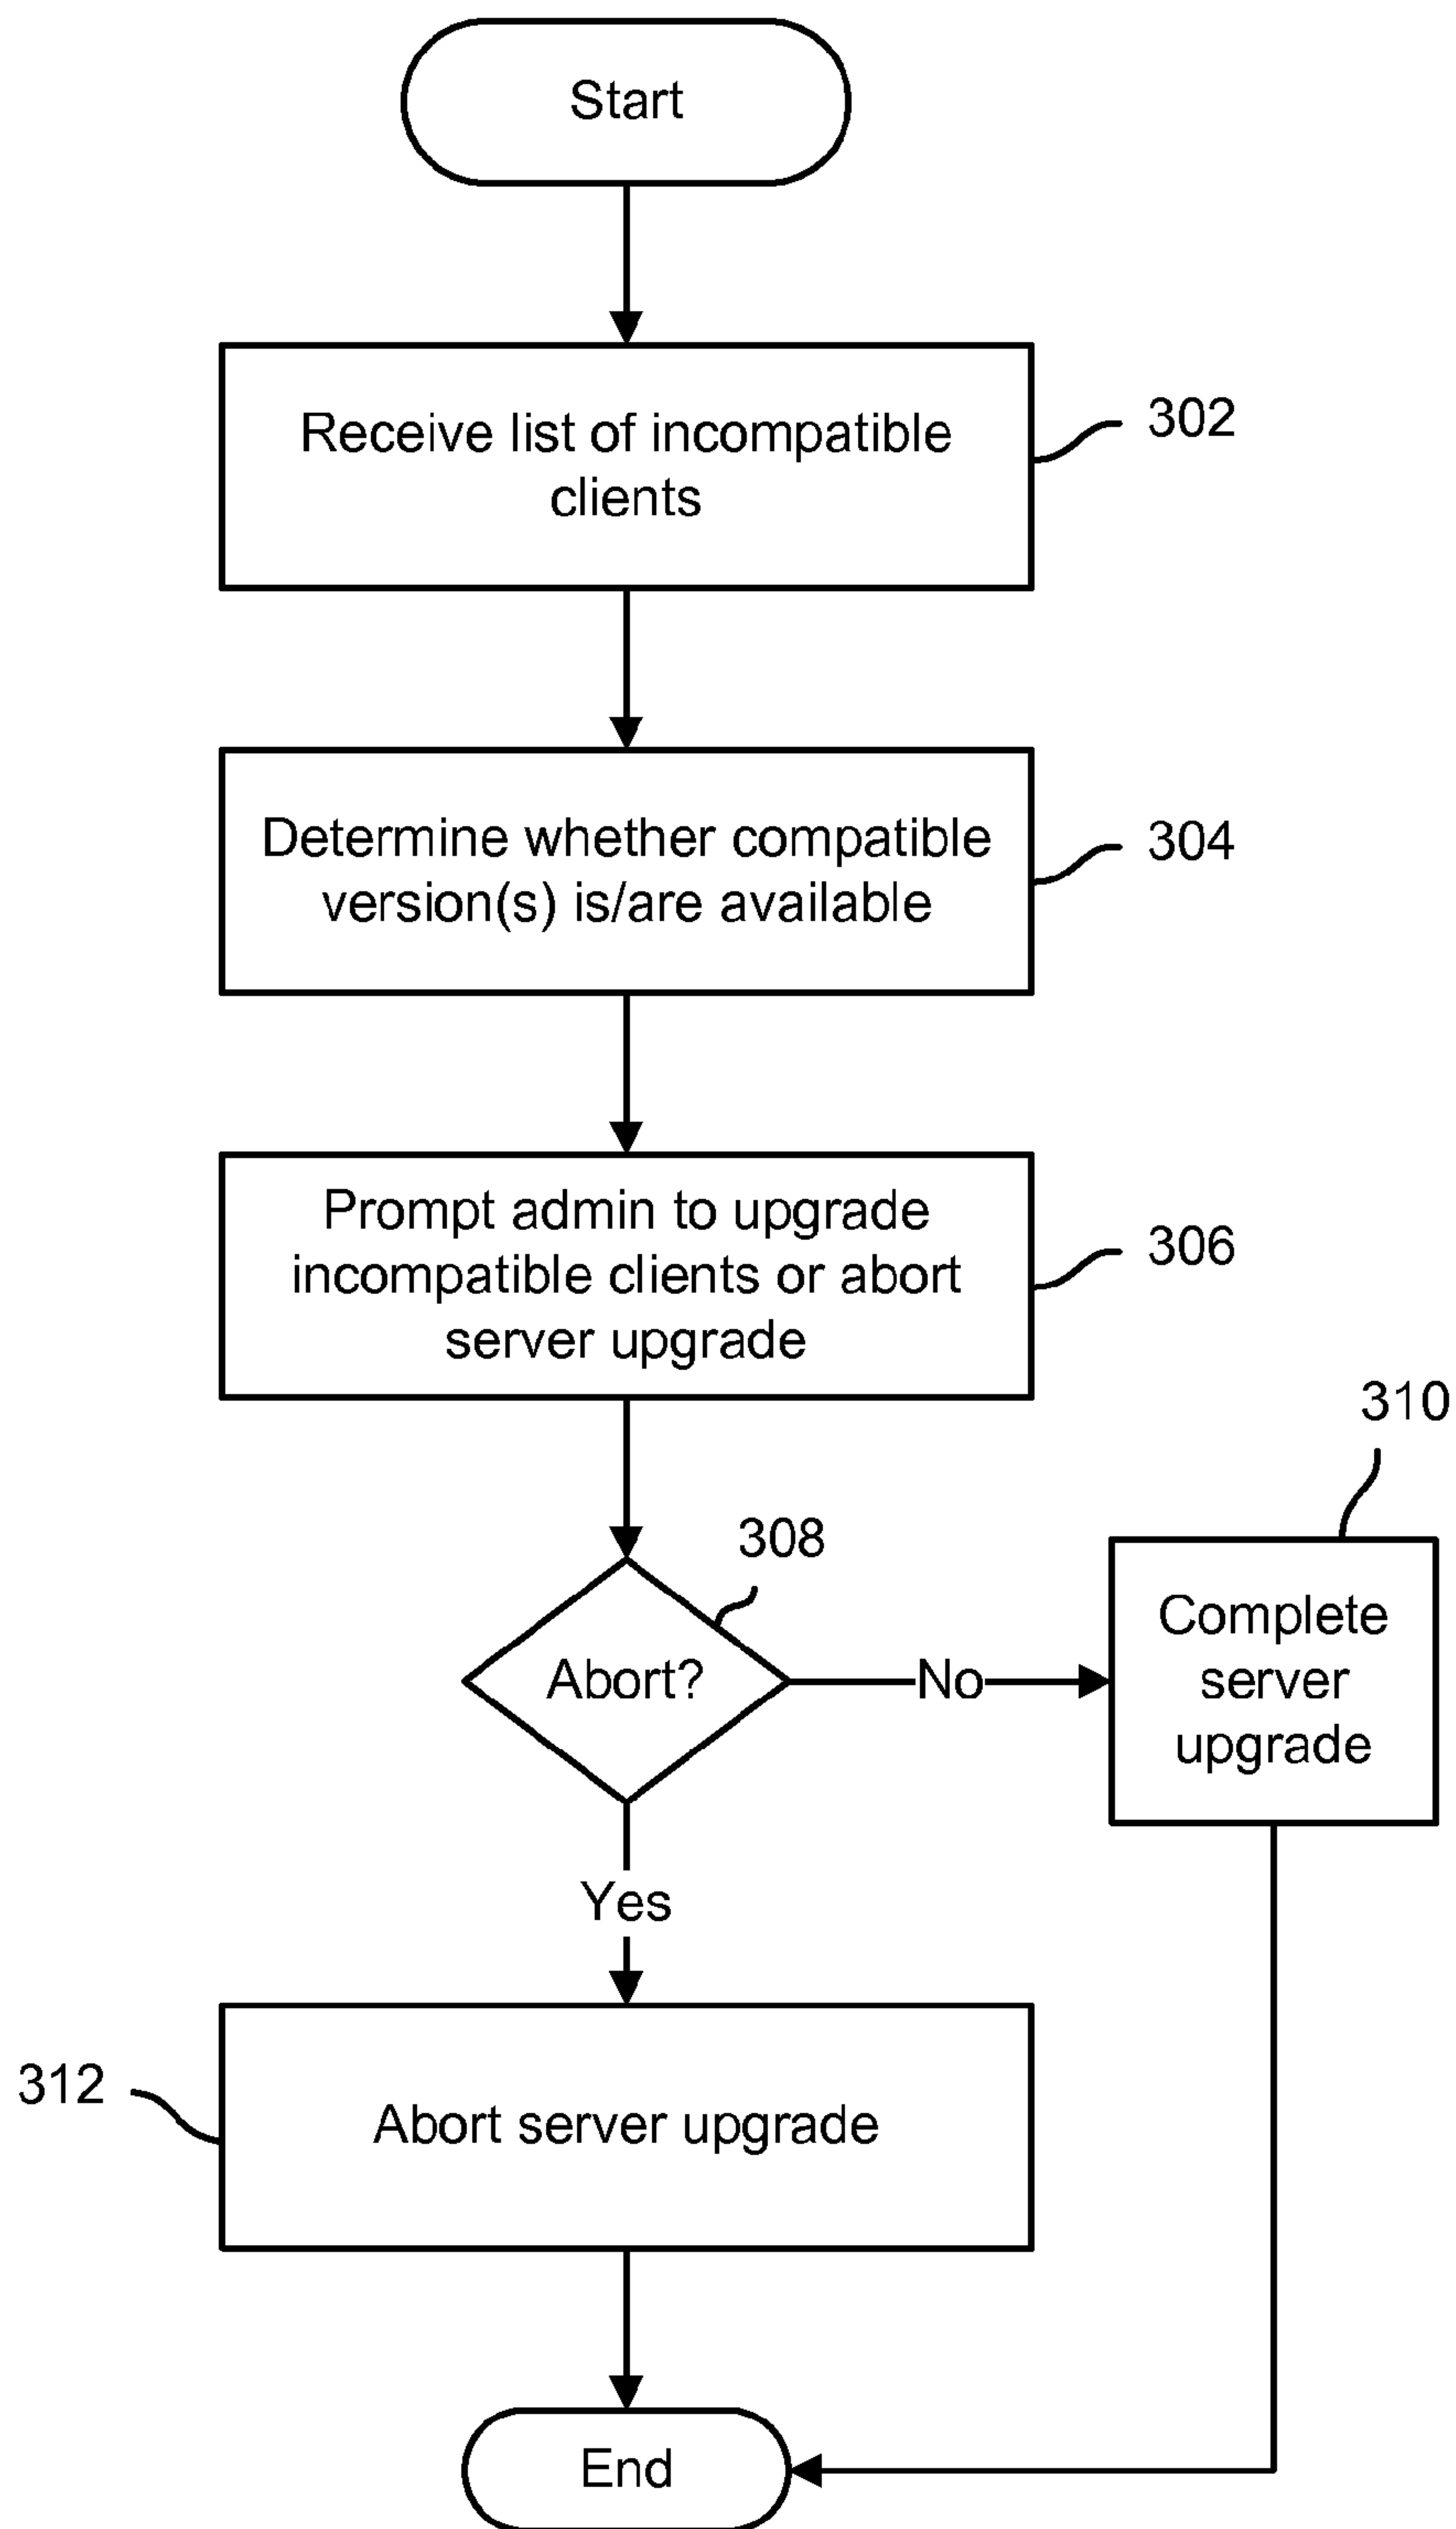 Start
Receive list of incompatible
clients
302
Determine whether compatible
version(s) is/are available
304
Prompt admin to upgrade
incompatible clients or abort
server upgrade
306
308
Abort?
No
310
Complete
server
upgrade
Yes
312
Abort server upgrade
End